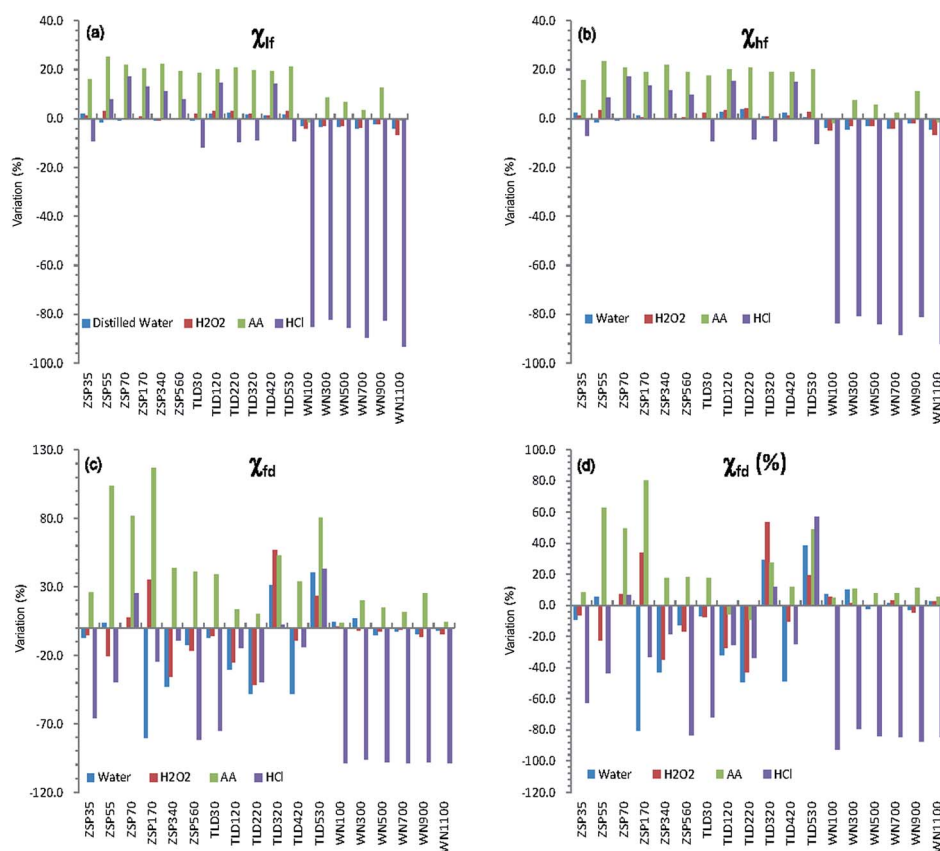 (a) χlf
40.0
20.0
0.0
-20.0
-40.0
-60.0
-80.0
-100.0
Variation (%)
Distilled Water H2O2 AA HCl
ZSP35 ZSP55 ZSP70 ZSP170 ZSP340 ZSP560 TLD30 TLD120 TLD220 TLD320 TLD420 TLD530 WN100 WN300 WN500 WN700 WN900 WN1100
(b) χhf
40.0
20.0
0.0
-20.0
-40.0
-60.0
-80.0
-100.0
Variation (%)
Water H2O2 AA HCl
ZSP35 ZSP55 ZSP70 ZSP170 ZSP340 ZSP560 TLD30 TLD120 TLD220 TLD320 TLD420 TLD530 WN100 WN300 WN500 WN700 WN900 WN1100
(c) χfd
130.0
80.0
30.0
-20.0
-70.0
-120.0
Variation (%)
Water H2O2 AA HCl
ZSP35 ZSP55 ZSP70 ZSP170 ZSP340 ZSP560 TLD30 TLD120 TLD220 TLD320 TLD420 TLD530 WN100 WN300 WN500 WN700 WN900 WN1100
(d) χfd (%)
100.0
80.0
60.0
40.0
20.0
0.0
-20.0
-40.0
-60.0
-80.0
-100.0
-120.0
Variation (%)
Water H2O2 AA HCl
ZSP35 ZSP55 ZSP70 ZSP170 ZSP340 ZSP560 TLD30 TLD120 TLD220 TLD320 TLD420 TLD530 WN100 WN300 WN500 WN700 WN900 WN1100